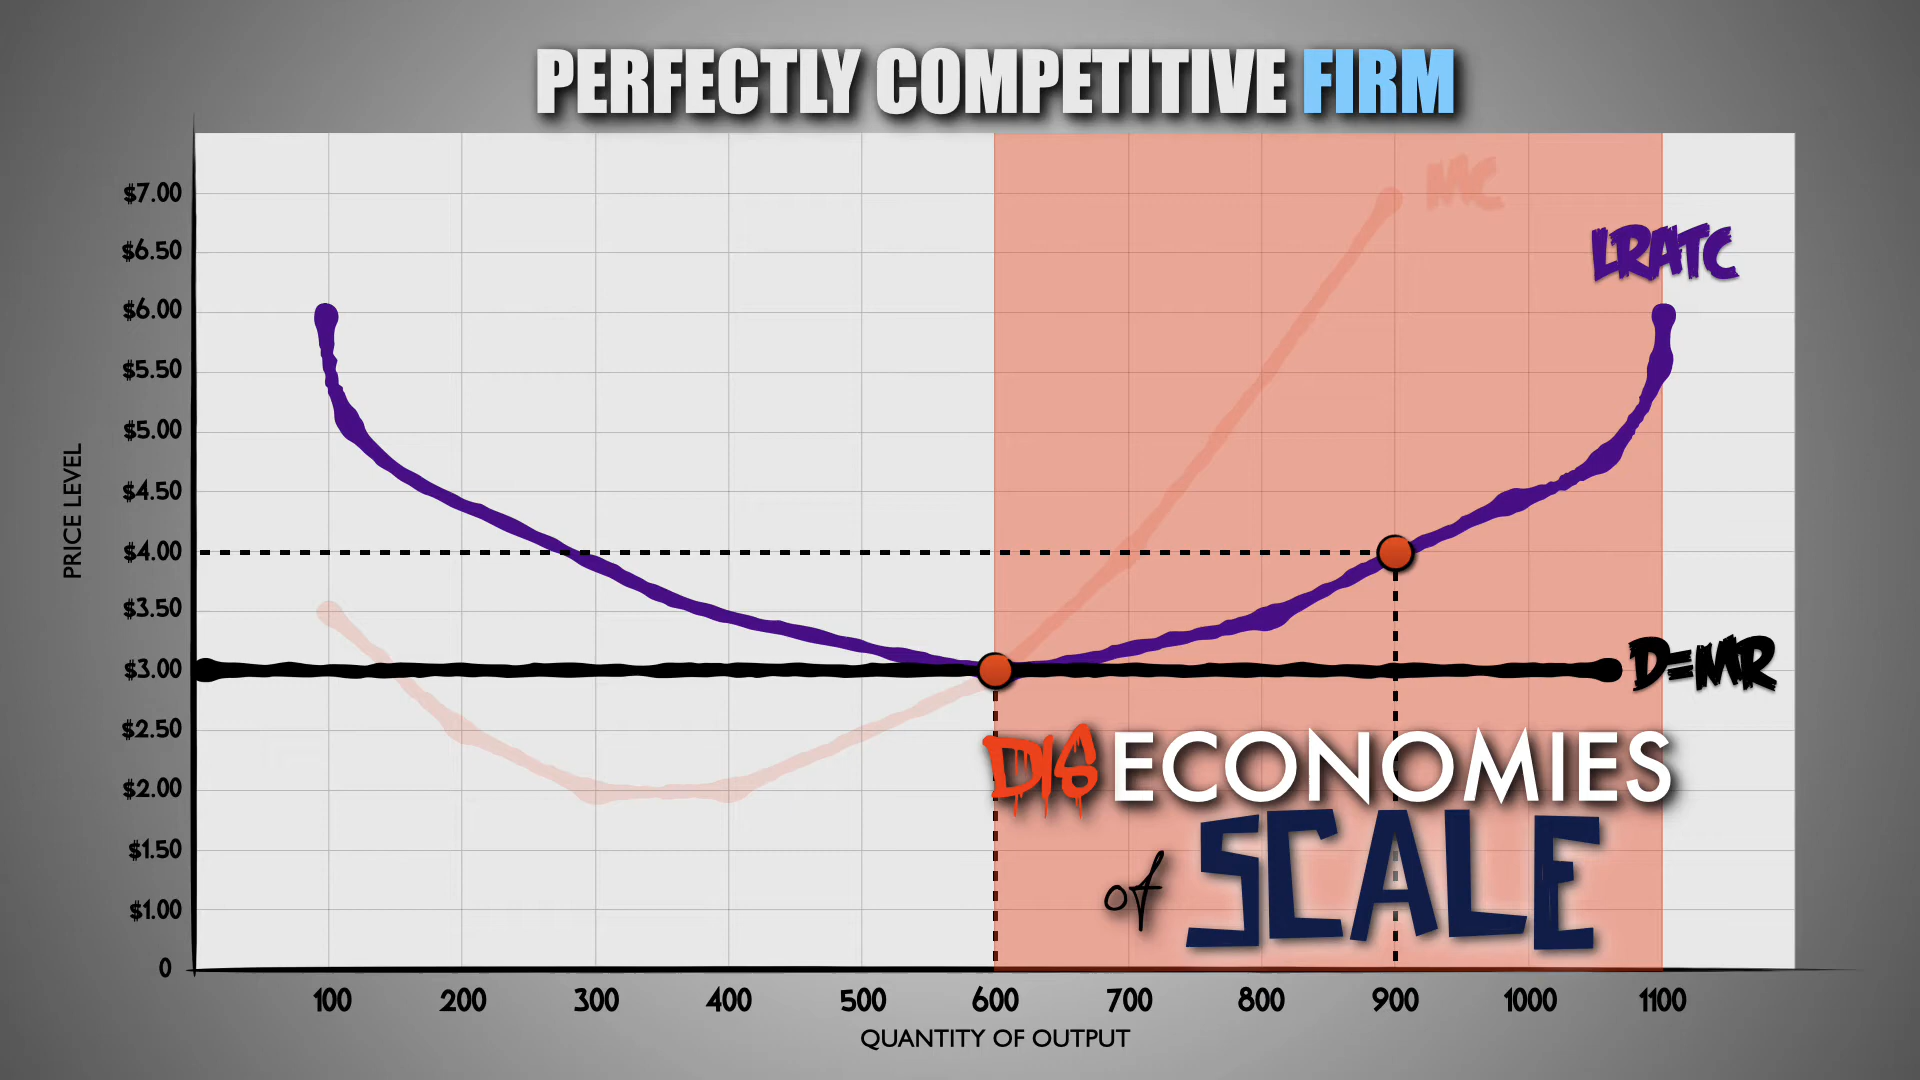 PERFECTLY COMPETITIVE FIRM
MC
LRATC
$7.00
$6.50
$6.00
$5.50
$5.00
$4.50
$4.00
$3.50
$3.00
$2.50
$2.00
$1.50
$1.00
0
PRICE LEVEL
D=MR
DISECONOMIES
of SCALE
100 200 300 400 500 600 700 800 900 1000 1100
QUANTITY OF OUTPUT